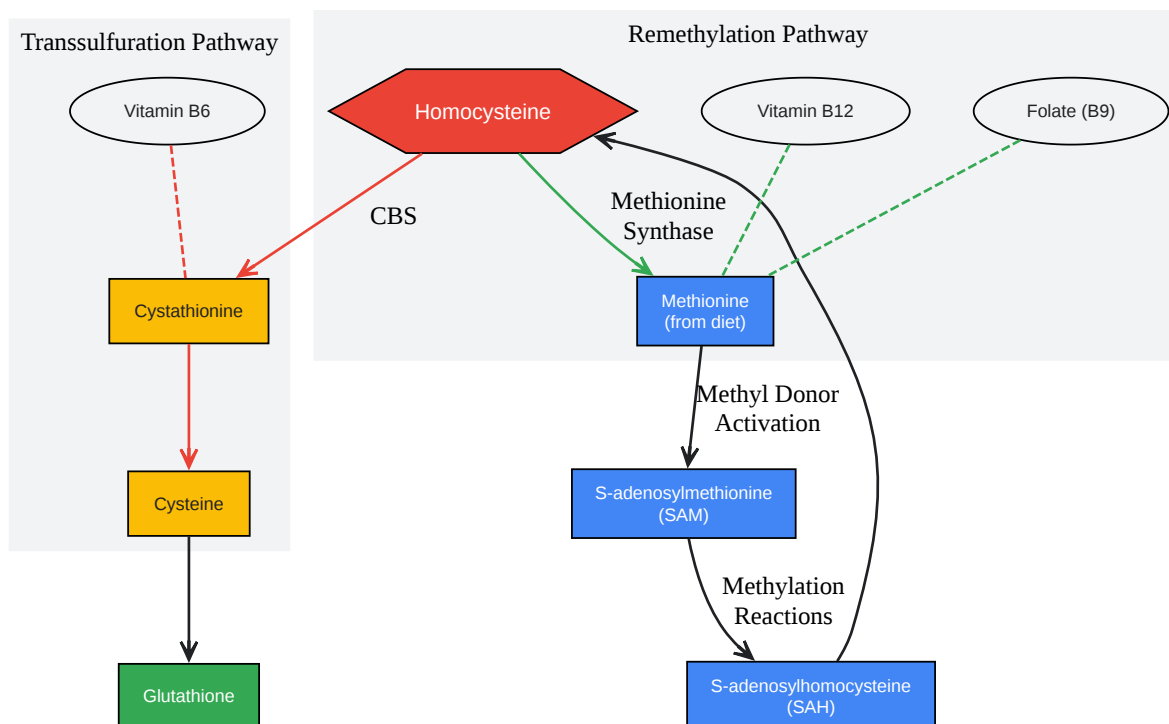 Transsulfuration Pathway
Remethylation Pathway
Vitamin B6
Homocysteine
Vitamin B12
Folate (B9)
CBS
Methionine
Synthase
Cystathionine
Methionine
(from diet)
Methyl Donor
Activation
Cysteine
S-adenosylmethionine
(SAM)
Methylation
Reactions
Glutathione
S-adenosylhomocysteine
(SAH)